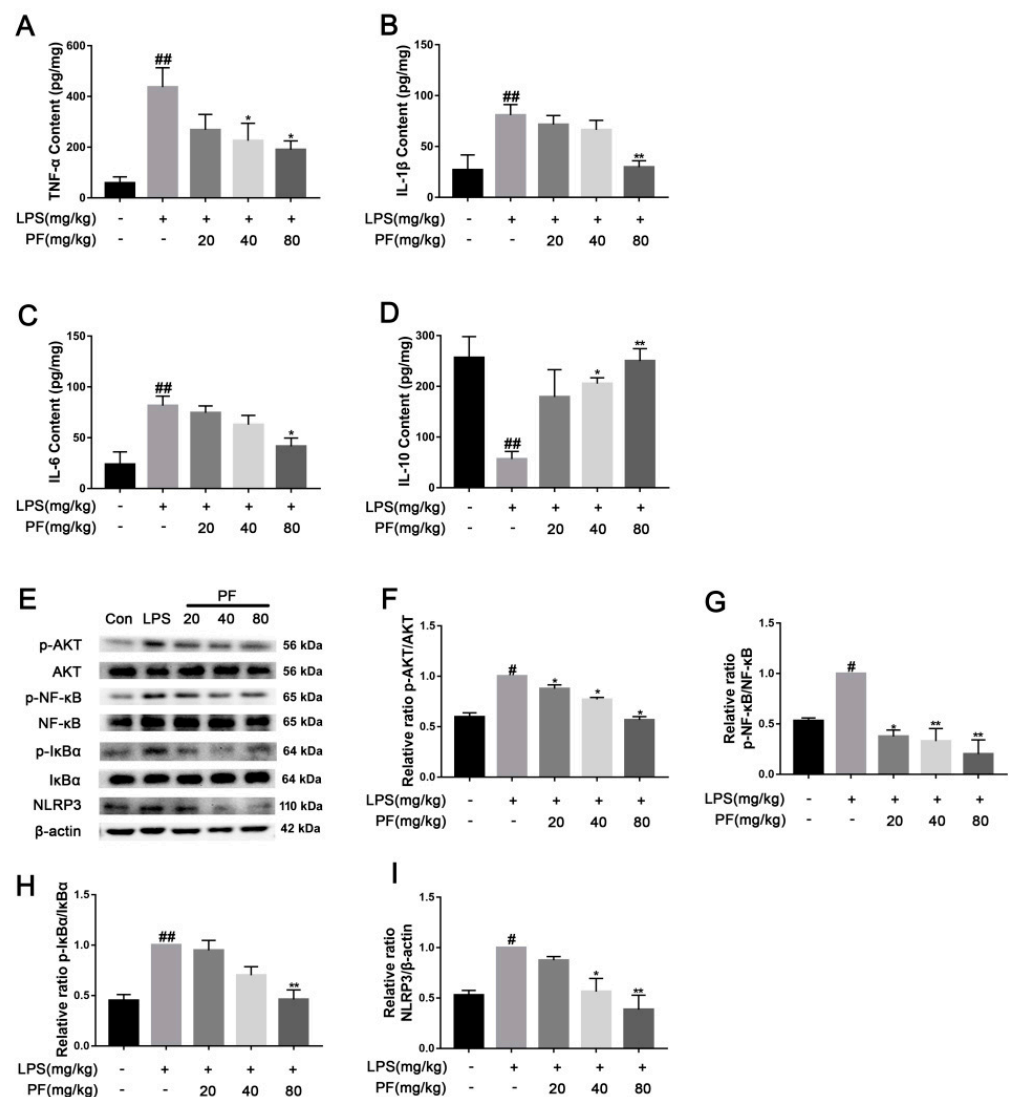 A
TNF-α Content (pg/mg)
600
400
200
0
##
*
*
LPS(mg/kg) - + + + +
PF(mg/kg) - - 20 40 80
B
IL-1β Content (pg/mg)
150
100
50
0
##
**
LPS(mg/kg) - + + + +
PF(mg/kg) - - 20 40 80
C
IL-6 Content (pg/mg)
150
100
50
0
##
*
LPS(mg/kg) - + + + +
PF(mg/kg) - - 20 40 80
D
IL-10 Content (pg/mg)
300
200
100
0
##
*
**
LPS(mg/kg) - + + + +
PF(mg/kg) - - 20 40 80
E
PF
Con LPS 20 40 80
p-AKT 56 kDa
AKT 56 kDa
p-NF-κB 65 kDa
NF-κB 65 kDa
p-IκBα 64 kDa
IκBα 64 kDa
NLRP3 110 kDa
β-actin 42 kDa
F
Relative ratio p-AKT/AKT
1.5
1.0
0.5
0.0
#
*
*
*
LPS(mg/kg) - + + + +
PF(mg/kg) - - 20 40 80
G
Relative ratio
p-NF-κB/NF-κB
1.5
1.0
0.5
0.0
#
*
**
**
LPS(mg/kg) - + + + +
PF(mg/kg) - - 20 40 80
H
Relative ratio p-IκBα/IκBα
1.5
1.0
0.5
0.0
##
**
LPS(mg/kg) - + + + +
PF(mg/kg) - - 20 40 80
I
Relative ratio
NLRP3/β-actin
1.5
1.0
0.5
0.0
#
*
**
LPS(mg/kg) - + + + +
PF(mg/kg) - - 20 40 80